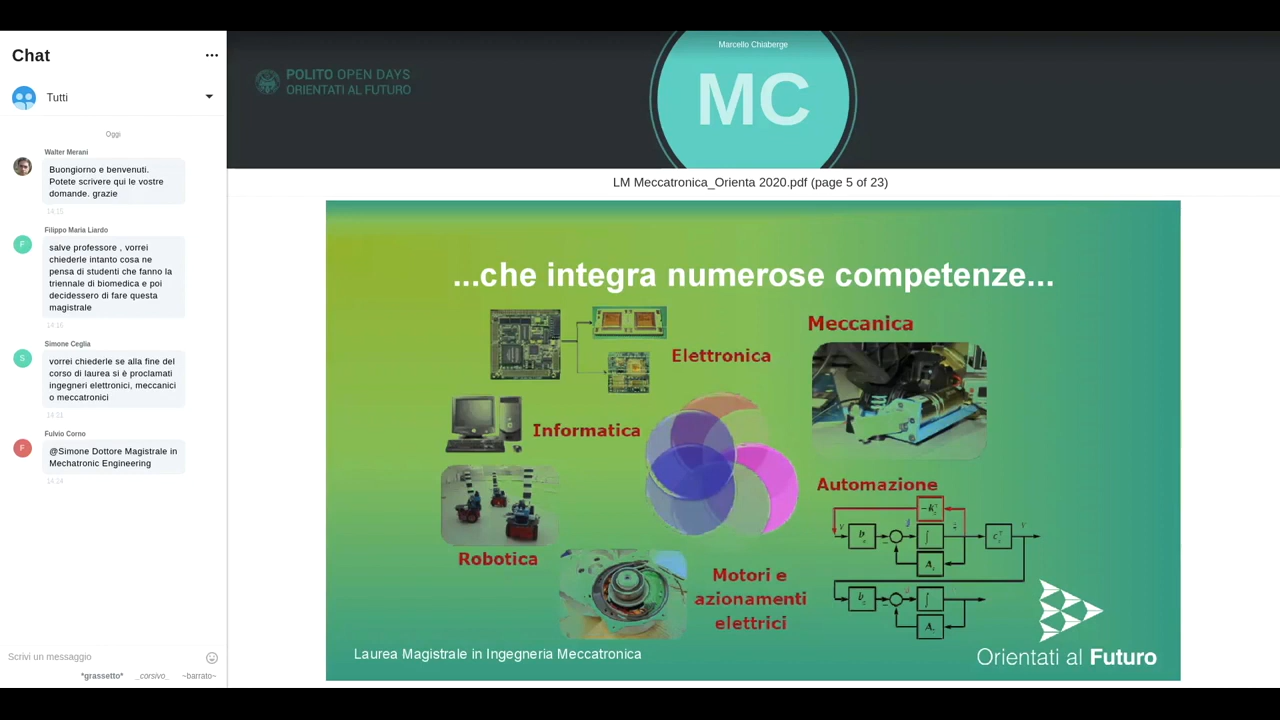 Chat
Tutti
Oggi
Walter Merani
Buongiorno e benvenuti.
Potete scrivere qui le vostre
domande. grazie
14:15
Filippo Maria Liardo
F
salve professore , vorrei
chiederle intanto cosa ne
pensa di studenti che fanno la
triennale di biomedica e poi
decidessero di fare questa
magistrale
14:16
Simone Ceglia
S
vorrei chiederle se alla fine del
corso di laurea si è proclamati
ingegneri elettronici, meccanici
o meccatronici
Fulvio Corno
F
@Simone Dottore Magistrale in
Mechatronic Engineering
Scrivi un messaggio
*grassetto* _corsivo_ ~barrato~
POLITO OPEN DAYS
ORIENTATI AL FUTURO
Marcello Chiaberge
MC
LM Meccatronica_Orienta 2020.pdf (page 5 of 23)
...che integra numerose competenze...
Meccanica
Elettronica
Informatica
Automazione
Robotica
Motori e
azionamenti
elettrici
Laurea Magistrale in Ingegneria Meccatronica
Orientati al Futuro